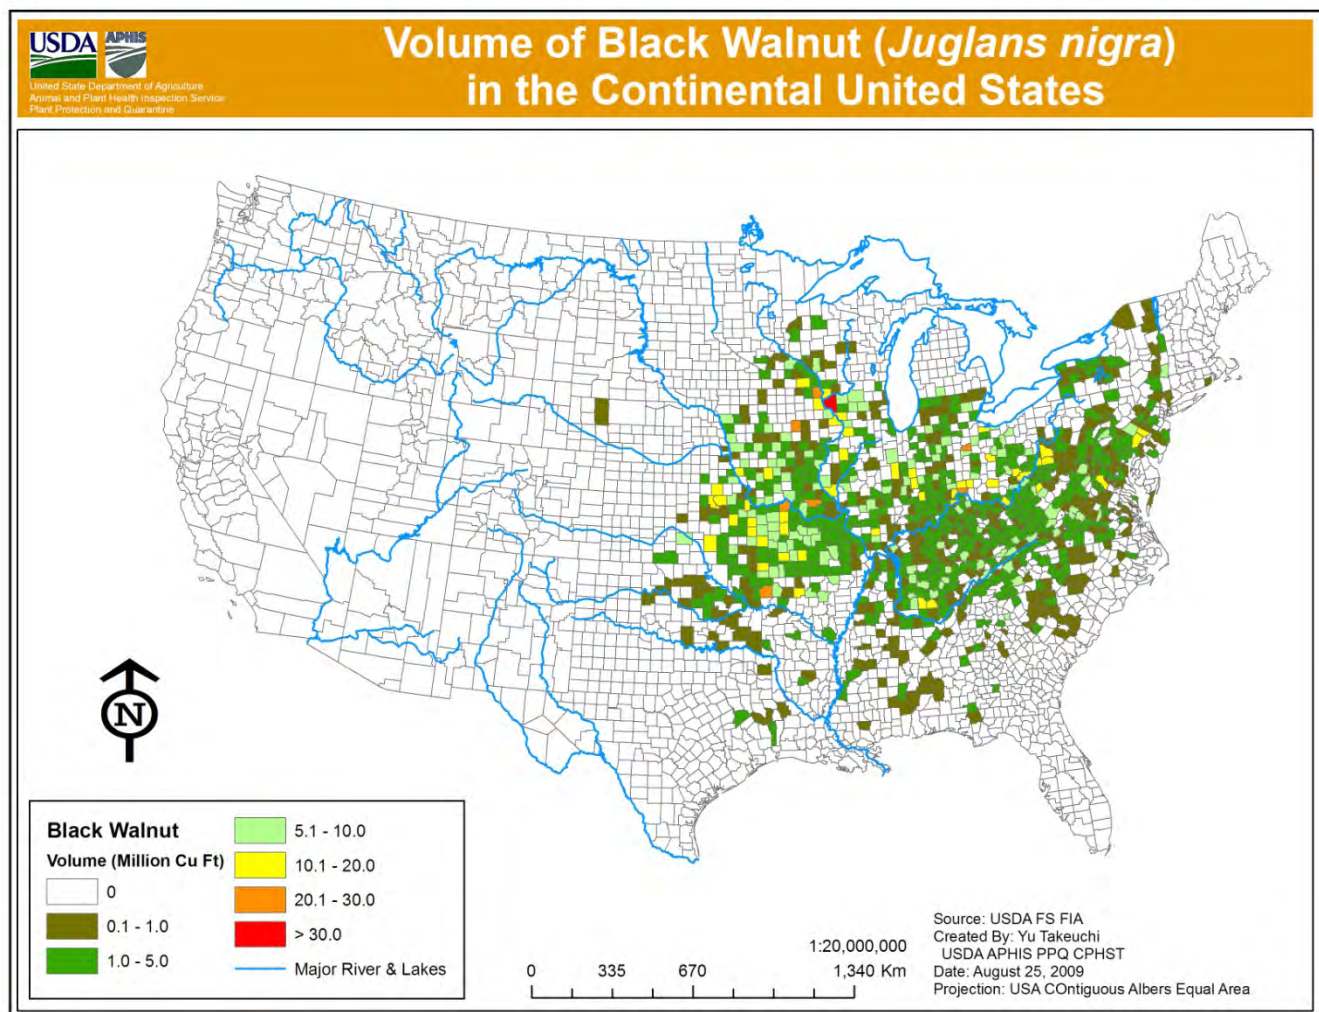 USDA
APHIS
United State Department of Agriculture
Animal and Plant Health Inspection Service
Plant Protection and Quarantine
Volume of Black Walnut (Juglans nigra)
in the Continental United States
N
Black Walnut
Volume (Million Cu Ft)
0
0.1 - 1.0
1.0 - 5.0
5.1 - 10.0
10.1 - 20.0
20.1 - 30.0
> 30.0
Major River & Lakes
1:20,000,000
0 335 670 1,340 Km
Source: USDA FS FIA
Created By: Yu Takeuchi
USDA APHIS PPQ CPHST
Date: August 25, 2009
Projection: USA COntiguous Albers Equal Area